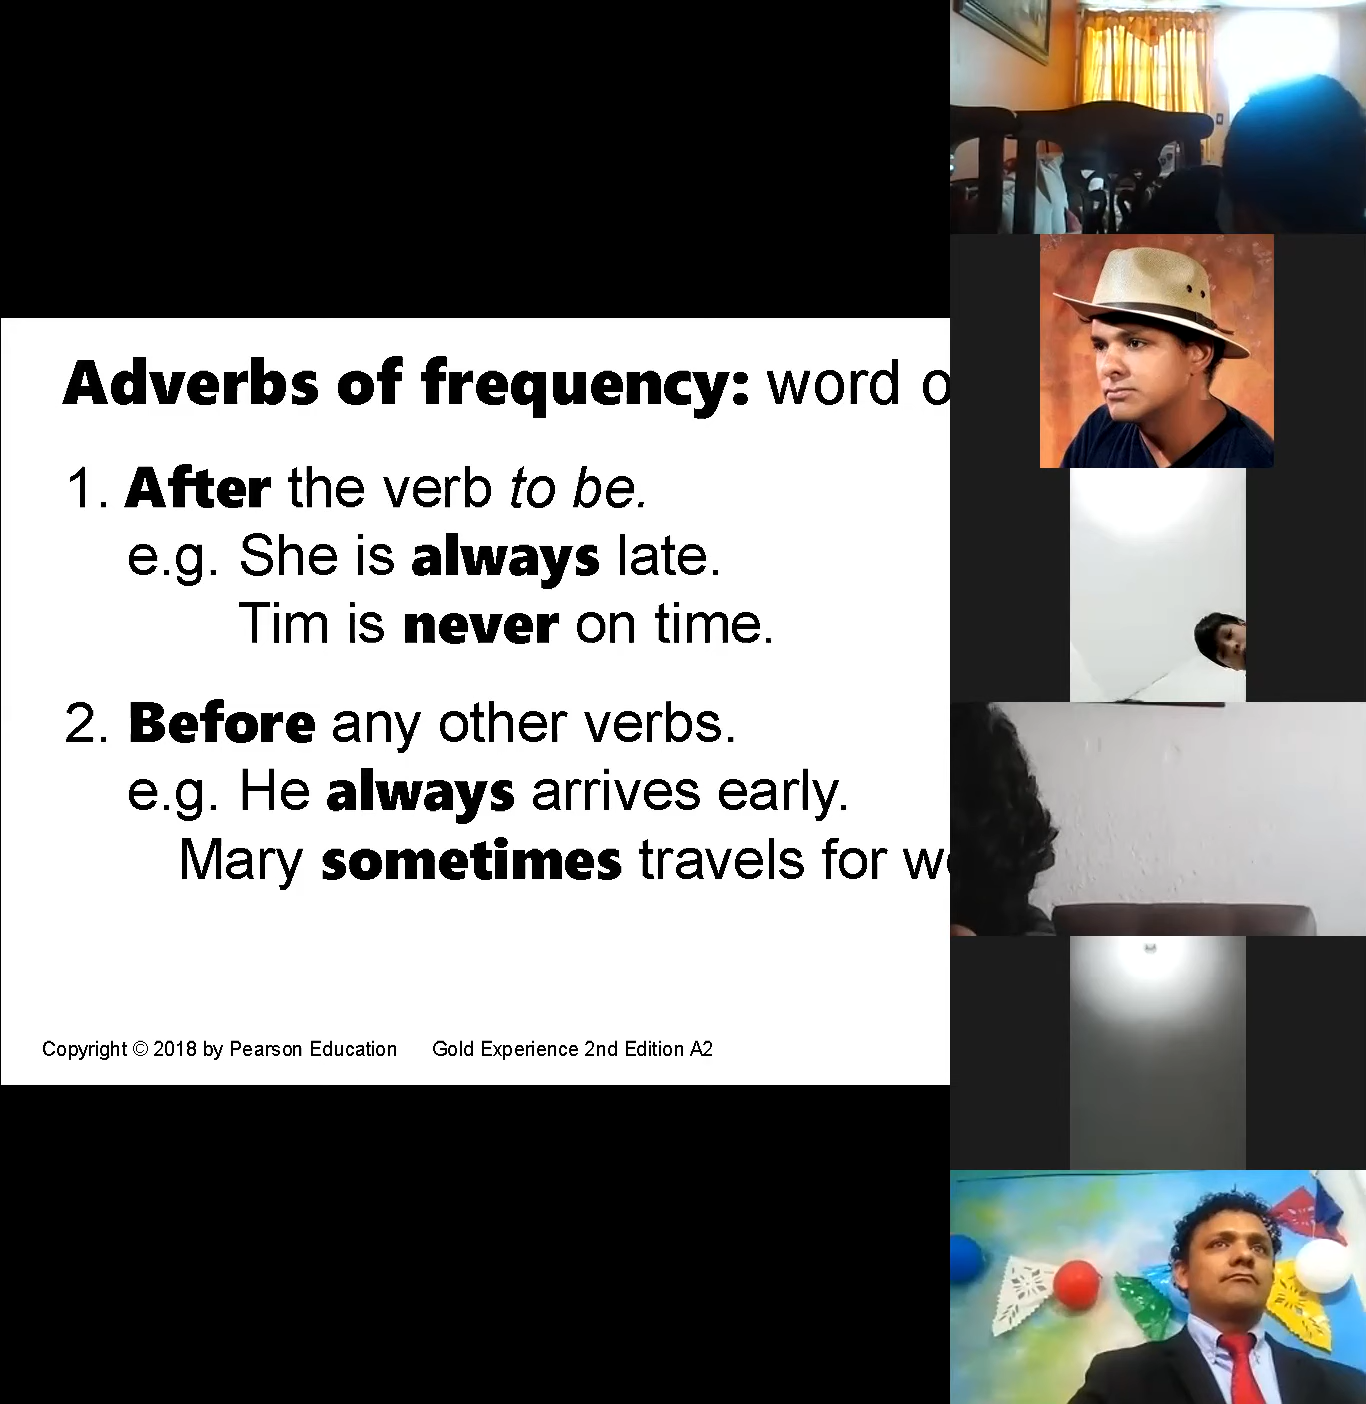 Adverbs of frequency: word
1. After the verb to be.
e.g. She is always late.
Tim is never on time.
2. Before any other verbs.
e.g. He always arrives early.
Mary sometimes travels for
Copyright © 2018 by Pearson Education Gold Experience 2nd Edition A2